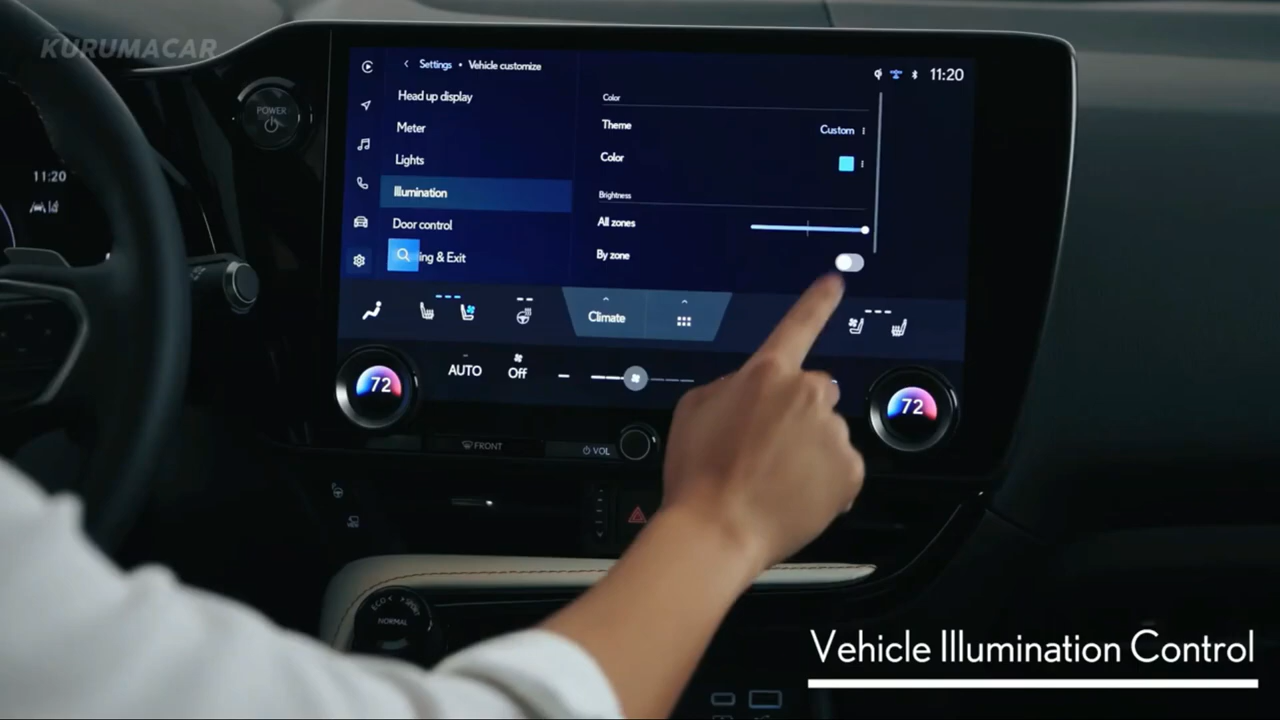 KURUMACAR
POWER
11:20
Settings • Vehicle customize
11:20
Head up display
Meter
Lights
Illumination
Door control
ing & Exit
Color
Theme
Custom
Color
Brightness
All zones
By zone
Climate
AUTO
Off
72
72
FRONT
VOL
ECO
SPORT
NORMAL
Vehicle Illumination Control